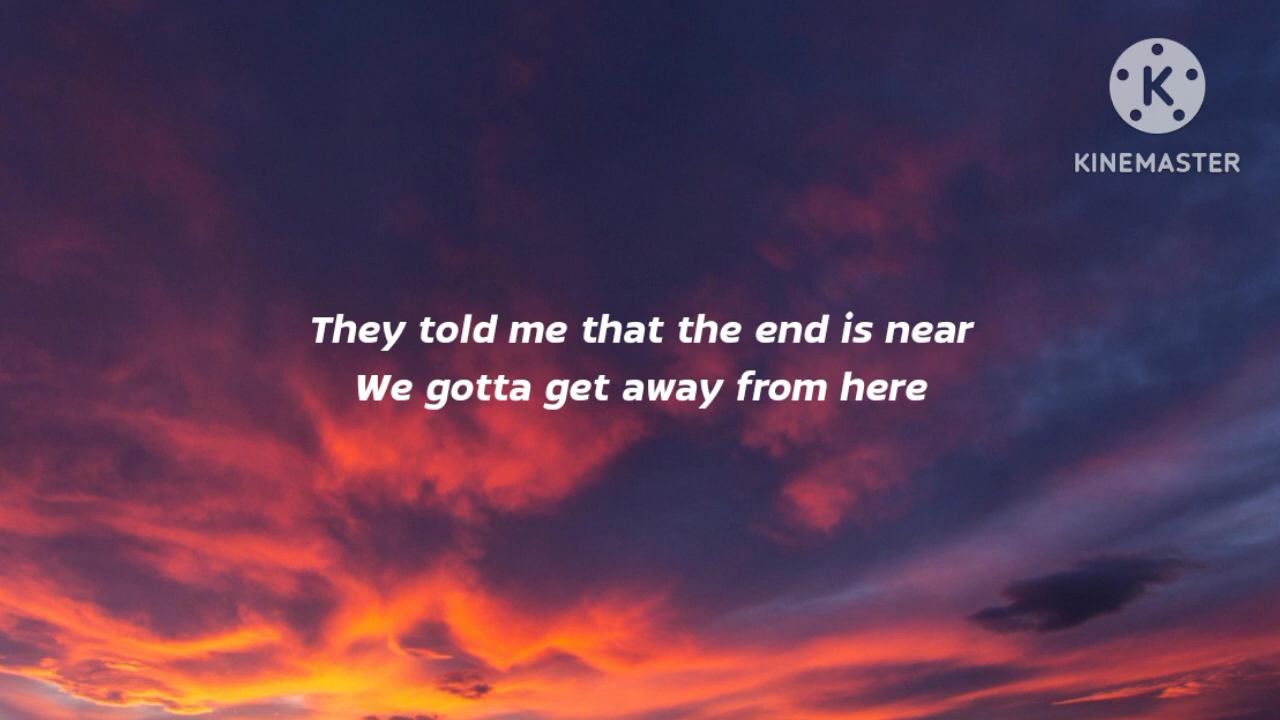 K
KINEMASTER
They told me that the end is near
We gotta get away from here